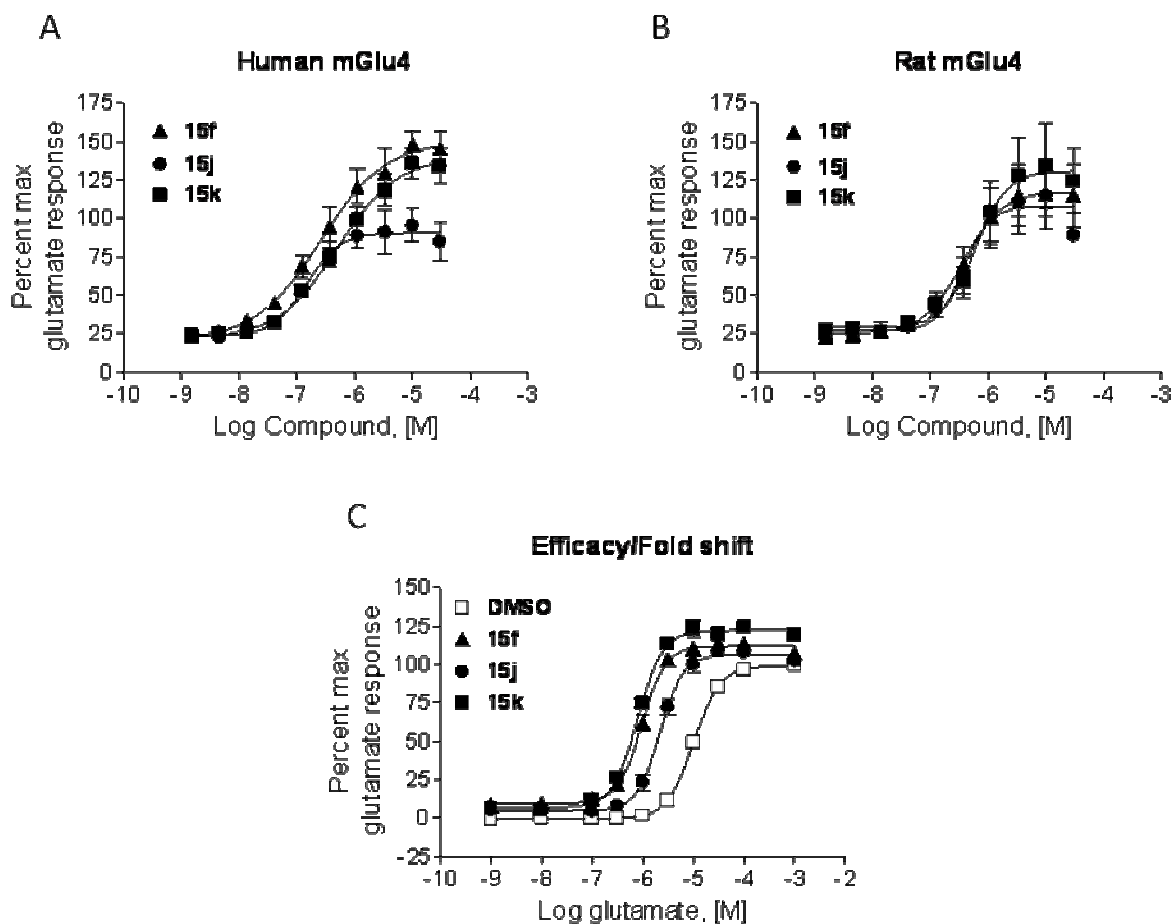 A
Human mGlu4
Percent max
glutamate response
175
150
125
100
75
50
25
0
15f
15j
15k
-10 -9 -8 -7 -6 -5 -4 -3
Log Compound, [M]
B
Rat mGlu4
Percent max
glutamate response
175
150
125
100
75
50
25
0
15f
15j
15k
-10 -9 -8 -7 -6 -5 -4 -3
Log Compound, [M]
C
Efficacy/Fold shift
Percent max
glutamate response
150
125
100
75
50
25
0
-25
DMSO
15f
15j
15k
-10 -9 -8 -7 -6 -5 -4 -3 -2
Log glutamate, [M]